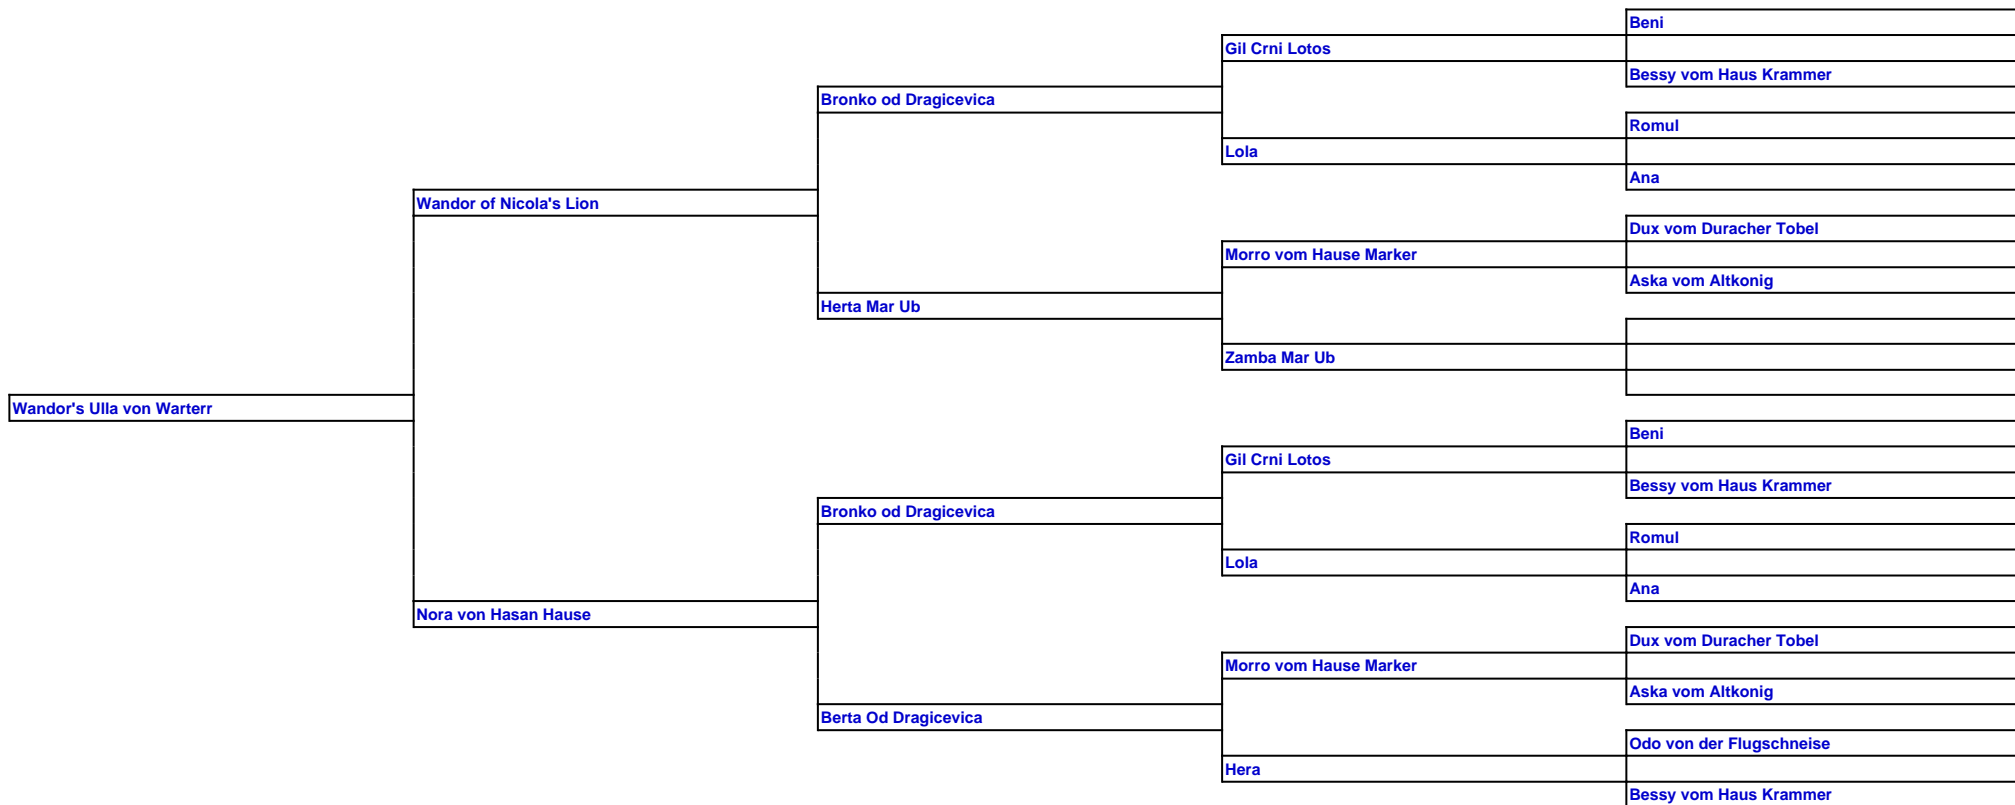 Beni
Gil Crni Lotos
Bessy vom Haus Krammer
Bronko od Dragicevica
Romul
Lola
Ana
Wandor of Nicola's Lion
Dux vom Duracher Tobel
Morro vom Hause Marker
Aska vom Altkonig
Herta Mar Ub
Zamba Mar Ub
Wandor's Ulla von Warterr
Beni
Gil Crni Lotos
Bessy vom Haus Krammer
Bronko od Dragicevica
Romul
Lola
Ana
Nora von Hasan Hause
Dux vom Duracher Tobel
Morro vom Hause Marker
Aska vom Altkonig
Berta Od Dragicevica
Odo von der Flugschneise
Hera
Bessy vom Haus Krammer